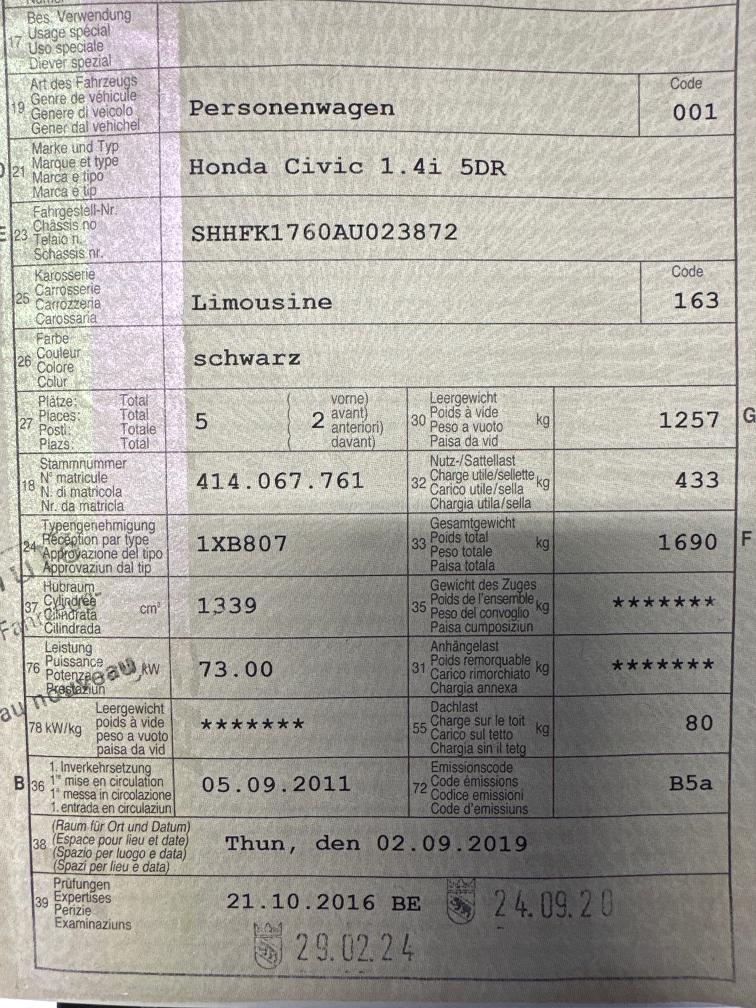 Bes. Verwendung
17 Usage spécial
Uso speciale
Diever spezial
Art des Fahrzeugs
19 Genre de véhicule
Genere di veicolo
Gener dal vehichel
Personenwagen
Code
001
Marke und Typ
21 Marque et type
Marca e tipo
Marca e tip
Honda Civic 1.4i 5DR
Fahrgestell-Nr.
E 23 Châssis no
Telaio n.
Schassis nr.
SHHFK1760AU023872
Karosserie
25 Carrosserie
Carrozzeria
Carossaria
Limousine
Code
163
Farbe
26 Couleur
Colore
Colur
schwarz
Plätze: Total
27 Places: Total
Posti: Totale
Plazs: Total
5
( vorne)
( 2 avant)
( anteriori)
( davant)
Leergewicht
30 Poids à vide kg
Peso a vuoto
Paisa da vid
1257 G
Stammnummer
18 N° matricule
N. di matricola
Nr. da matricla
414.067.761
Nutz-/Sattellast
32 Charge utile/sellette kg
Carico utile/sella
Chargia utila/sella
433
Typengenehmigung
24 Réception par type
Approvazione del tipo
Approvaziun dal tip
1XB807
Gesamtgewicht
33 Poids total kg
Peso totale
Paisa totala
1690 F
Hubraum
37 Cylindrée cm³
Cilindrata
Cilindrada
1339
Gewicht des Zuges
35 Poids de l'ensemble kg
Peso del convoglio
Paisa cumposiziun
*******
Leistung
76 Puissance kW
Potenza
Prestaziun
73.00
au nouveau
Anhängelast
31 Poids remorquable kg
Carico rimorchiato
Chargia annexa
*******
Leergewicht
78 kW/kg poids à vide
peso a vuoto
paisa da vid
*******
Dachlast
55 Charge sur le toit kg
Carico sul tetto
Chargia sin il tetg
80
1. Inverkehrsetzung
B 36 1re mise en circulation
1a messa in circolazione
1. entrada en circulaziun
05.09.2011
Emissionscode
72 Code émissions
Codice emissioni
Code d'emissiuns
B5a
(Raum für Ort und Datum)
38 (Espace pour lieu et date)
(Spazio per luogo e data)
(Spazi per lieu e data)
Thun, den 02.09.2019
Prüfungen
39 Expertises
Perizie
Examinaziuns
21.10.2016 BE
24.09.20
29.02.24